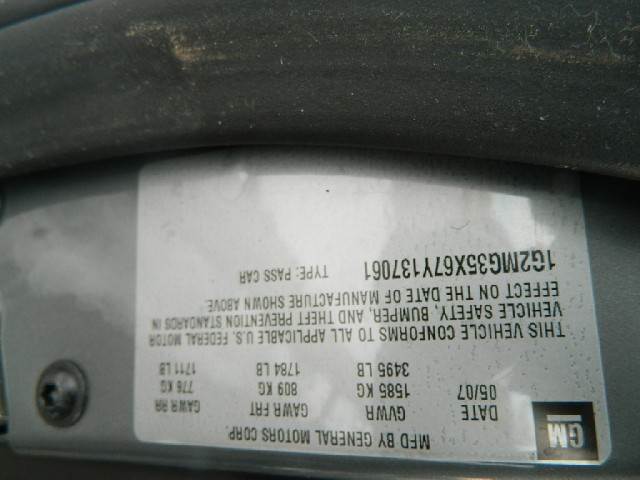 GM
MFD BY GENERAL MOTORS CORP.
DATE GVWR GAWR FRT GAWR RR
05/07 1585 KG 809 KG 776 KG
3495 LB 1784 LB 1711 LB
THIS VEHICLE CONFORMS TO ALL APPLICABLE U.S. FEDERAL MOTOR
VEHICLE SAFETY, BUMPER, AND THEFT PREVENTION STANDARDS IN
EFFECT ON THE DATE OF MANUFACTURE SHOWN ABOVE.
1G2MG35X67Y137061 TYPE: PASS CAR